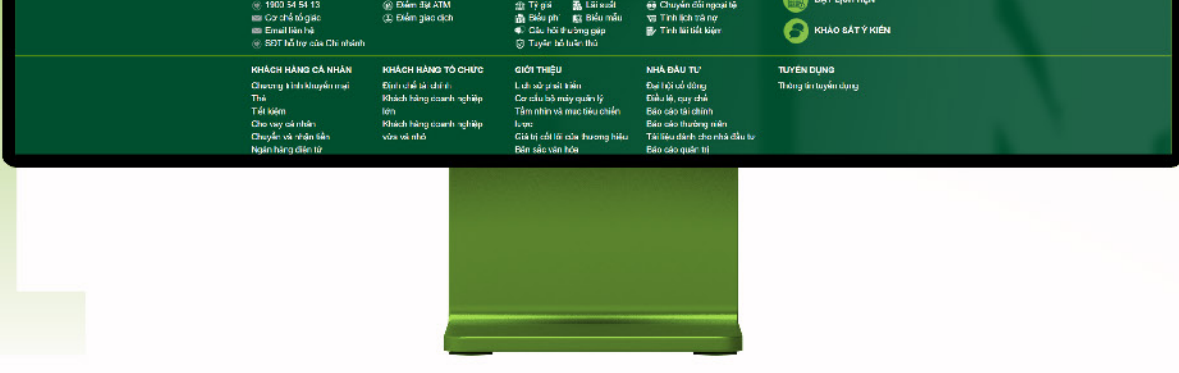 1900 54 54 13
Cơ chế tố giác
Email liên hệ
SĐT hỗ trợ của Chi nhánh
Điểm đặt ATM
Điểm giao dịch
Tỷ giá Lãi suất
Biểu phí Biểu mẫu
Câu hỏi thường gặp
Tuyên bố tuân thủ
Chuyển đổi ngoại tệ
Tính lịch trả nợ
Tính lãi tiết kiệm
ĐẶT LỊCH HẸN
KHẢO SÁT Ý KIẾN
KHÁCH HÀNG CÁ NHÂN
Chương trình khuyến mại
Thẻ
Tiết kiệm
Cho vay cá nhân
Chuyển và nhận tiền
Ngân hàng điện tử
KHÁCH HÀNG TỔ CHỨC
Định chế tài chính
Khách hàng doanh nghiệp
lớn
Khách hàng doanh nghiệp
vừa và nhỏ
GIỚI THIỆU
Lịch sử phát triển
Cơ cấu bộ máy quản lý
Tầm nhìn và mục tiêu chiến
lược
Giá trị cốt lõi của thương hiệu
Bản sắc văn hóa
NHÀ ĐẦU TƯ
Đại hội cổ đông
Điều lệ, quy chế
Báo cáo tài chính
Báo cáo thường niên
Tài liệu dành cho nhà đầu tư
Báo cáo quản trị
TUYỂN DỤNG
Thông tin tuyển dụng